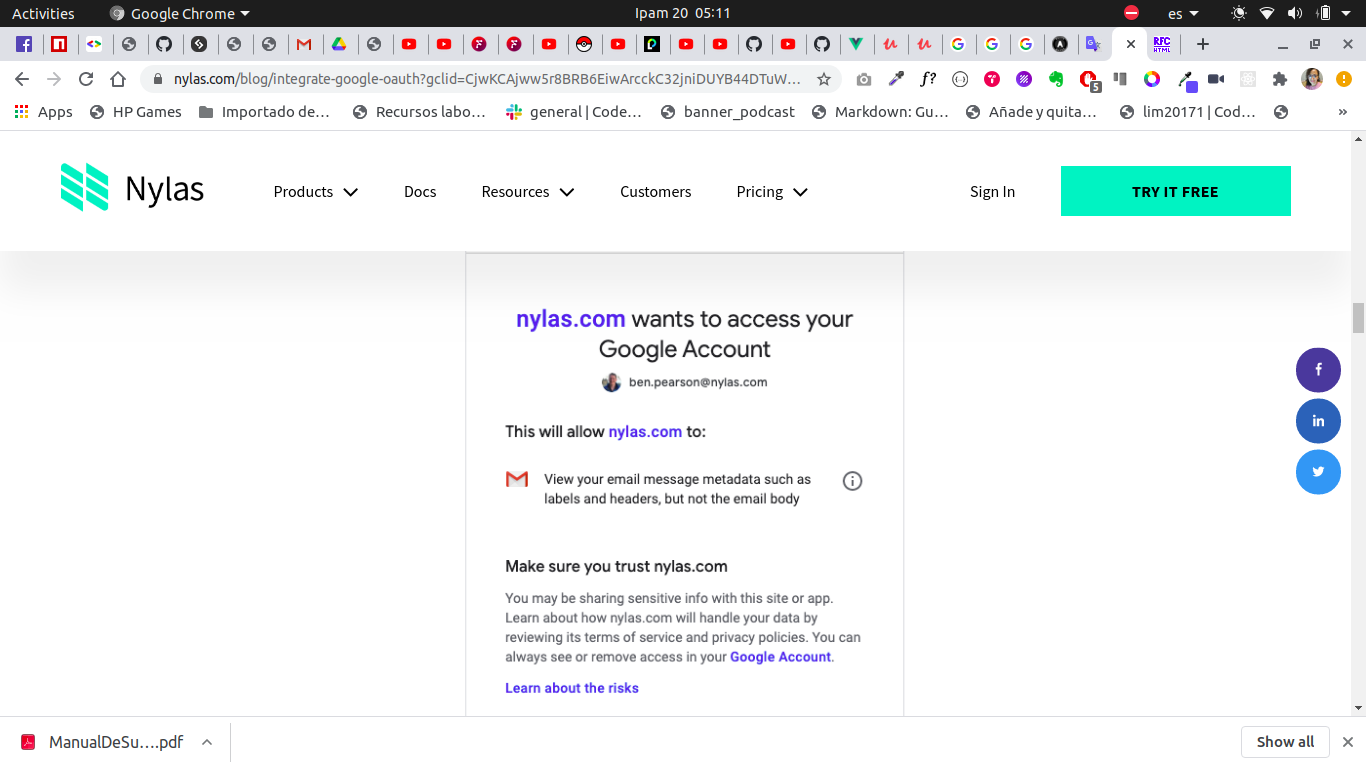 Activities
Google Chrome
Ipam 20 05:11
es
RFC
HTML
nylas.com/blog/integrate-google-oauth?gclid=CjwKCAjww5r8BRB6EiwArcckC32jniDUYB44DTuW...
f?
5
Apps
HP Games
Importado de...
Recursos labo...
general | Code...
banner_podcast
Markdown: Gu...
Añade y quita...
lim20171 | Cod...
»
Nylas
Products
Docs
Resources
Customers
Pricing
Sign In
TRY IT FREE
nylas.com wants to access your
Google Account
ben.pearson@nylas.com
This will allow nylas.com to:
View your email message metadata such as
labels and headers, but not the email body
Make sure you trust nylas.com
You may be sharing sensitive info with this site or app.
Learn about how nylas.com will handle your data by
reviewing its terms of service and privacy policies. You can
always see or remove access in your Google Account.
Learn about the risks
ManualDeSu....pdf
Show all